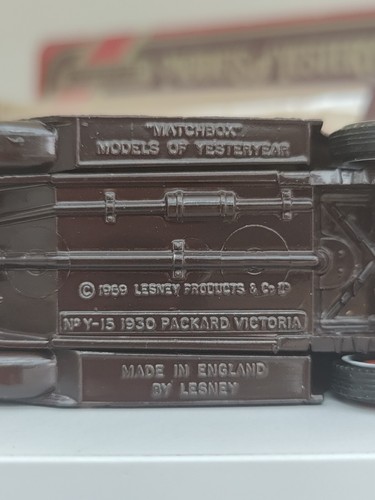 "MATCHBOX"
MODELS OF YESTERYEAR
© 1969 LESNEY PRODUCTS & Co LTD
No Y-15 1930 PACKARD VICTORIA
MADE IN ENGLAND
BY LESNEY